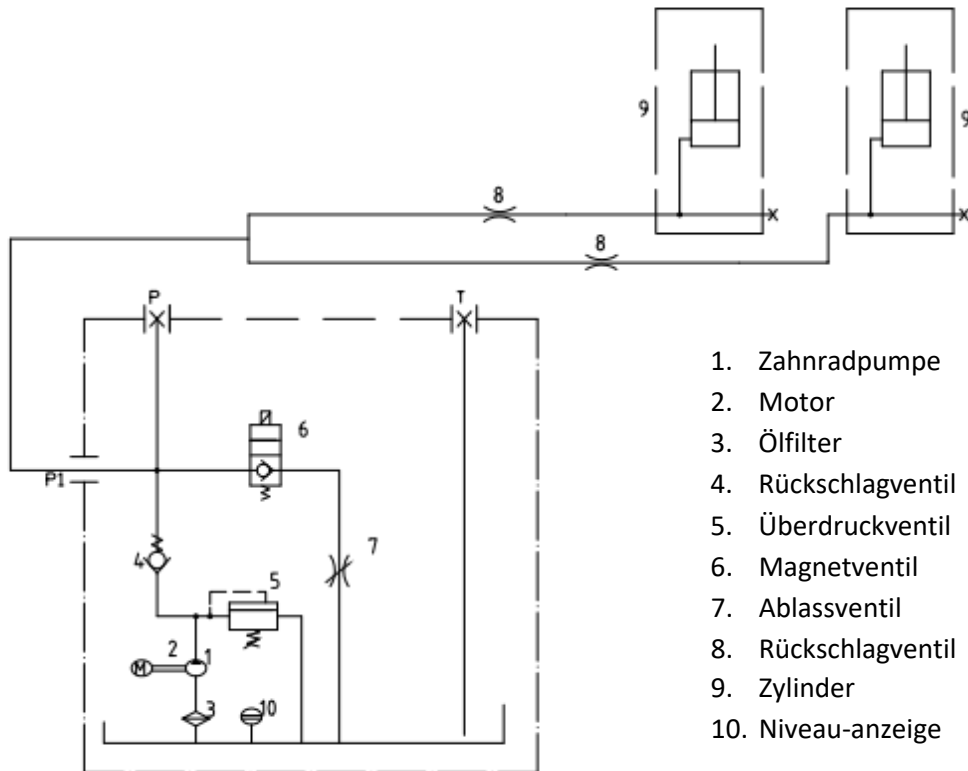 9
9
8
8
P
T
1. Zahnradpumpe
2. Motor
3. Ölfilter
4. Rückschlagventil
5. Überdruckventil
6. Magnetventil
7. Ablassventil
8. Rückschlagventil
9. Zylinder
10. Niveau-anzeige
6
P1
4
7
5
2
1
M
3
10